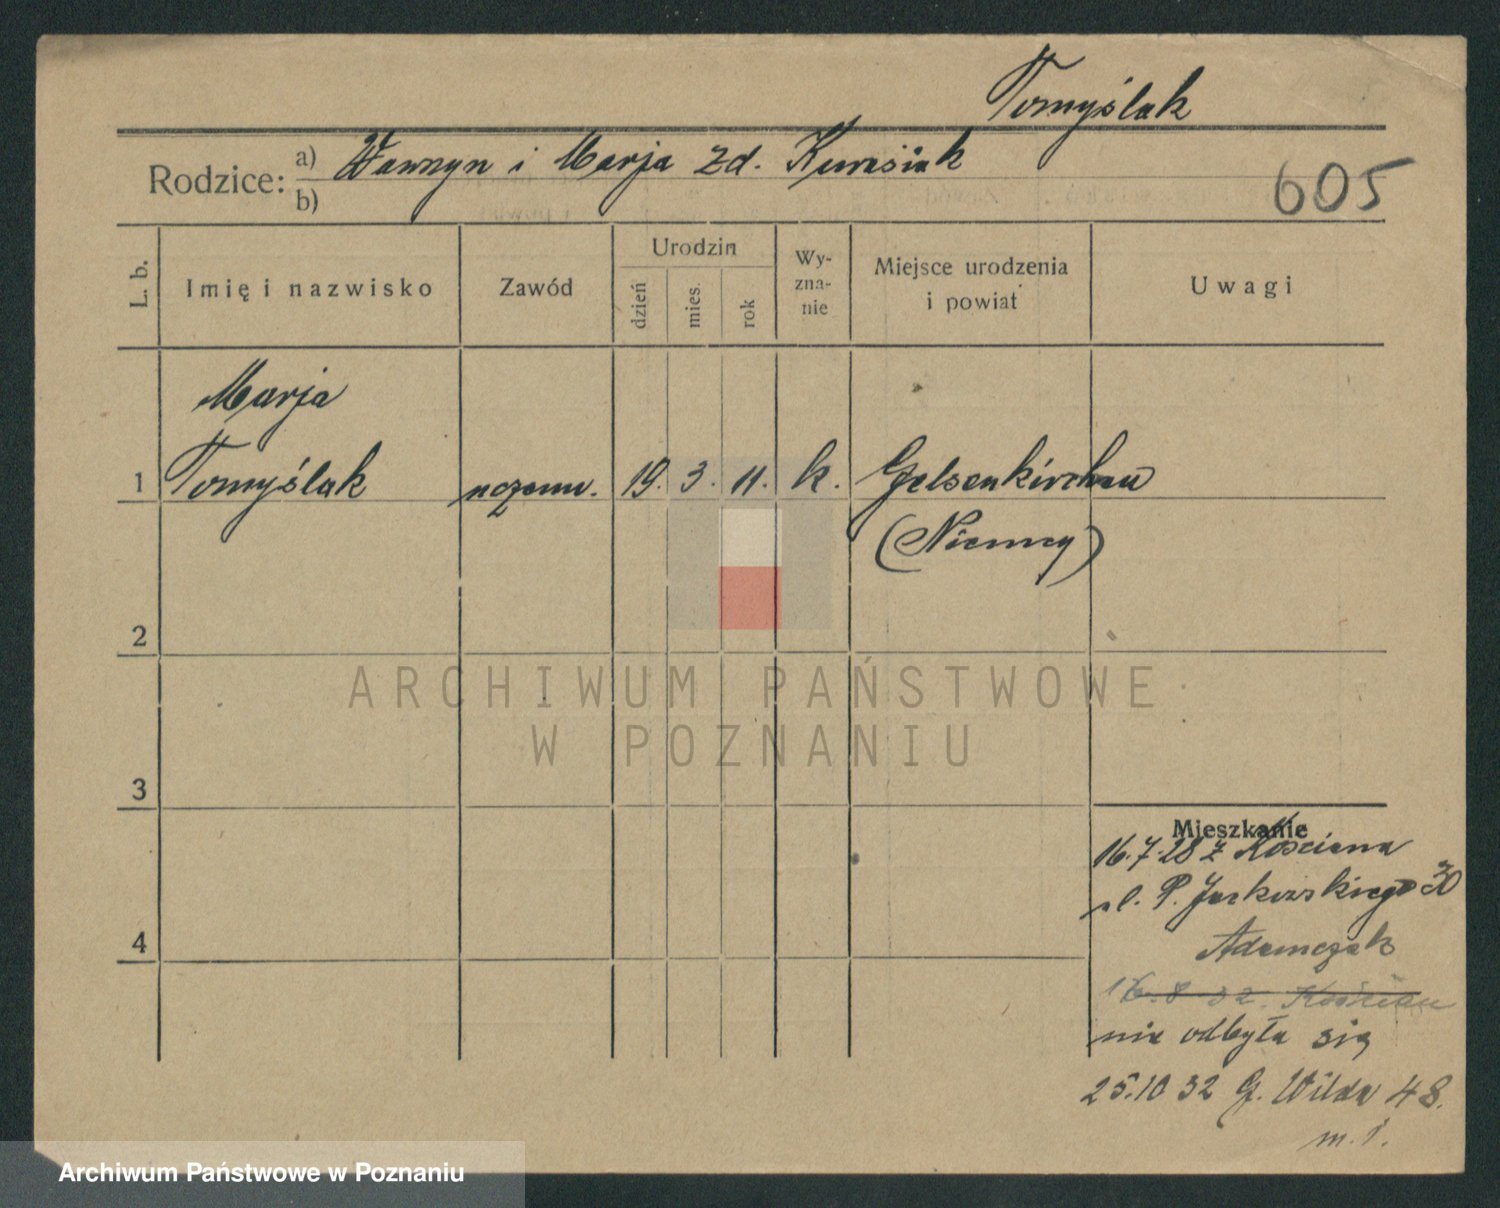 Tomyślak
Rodzice: a) Wawrzyn i Marja zd. Kurasiak
b)
605
L. b.
Imię i nazwisko
Zawód
Urodzin
dzień
mies.
rok
Wy-
zna-
nie
Miejsce urodzenia
i powiat
Uwagi
Marja
1 Tomyślak uczenn. 19. 3. 11. k. Gelsenkirchen
(Niemcy)
2
ARCHIWUM PAŃSTWOWE
W POZNANIU
3
Mieszkanie
16.7.28 z Kościana
ul. P. Jackowskiego 30
4
Adamczak
16.8.32. Kościan
nie odbyła się
25.10 32 G. Wilda 48.
m. 1.
Archiwum Państwowe w Poznaniu